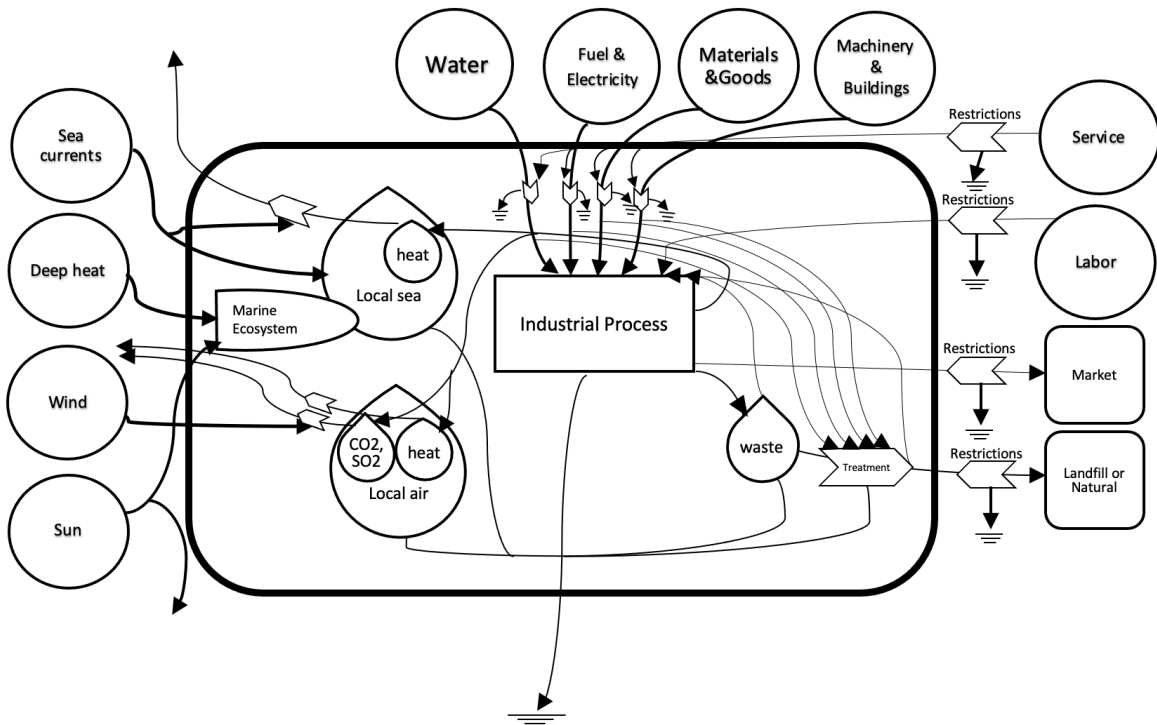 Water
Fuel &
Electricity
Materials
&Goods
Machinery
&
Buildings
Restrictions
Service
Sea
currents
Restrictions
Labor
heat
Local sea
Deep heat
Marine
Ecosystem
Industrial Process
Restrictions
Market
Wind
CO2,
SO2
heat
Local air
waste
Treatment
Restrictions
Landfill or
Natural
Sun